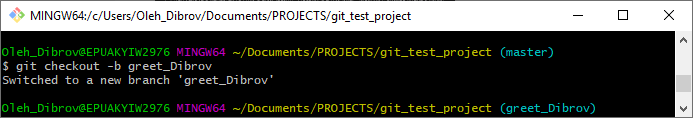 MINGW64:/c/Users/Oleh_Dibrov/Documents/PROJECTS/git_test_project
Oleh_Dibrov@EPUAKYIW2976 MINGW64 ~/Documents/PROJECTS/git_test_project (master)
$ git checkout -b greet_Dibrov
Switched to a new branch 'greet_Dibrov'
Oleh_Dibrov@EPUAKYIW2976 MINGW64 ~/Documents/PROJECTS/git_test_project (greet_Dibrov)